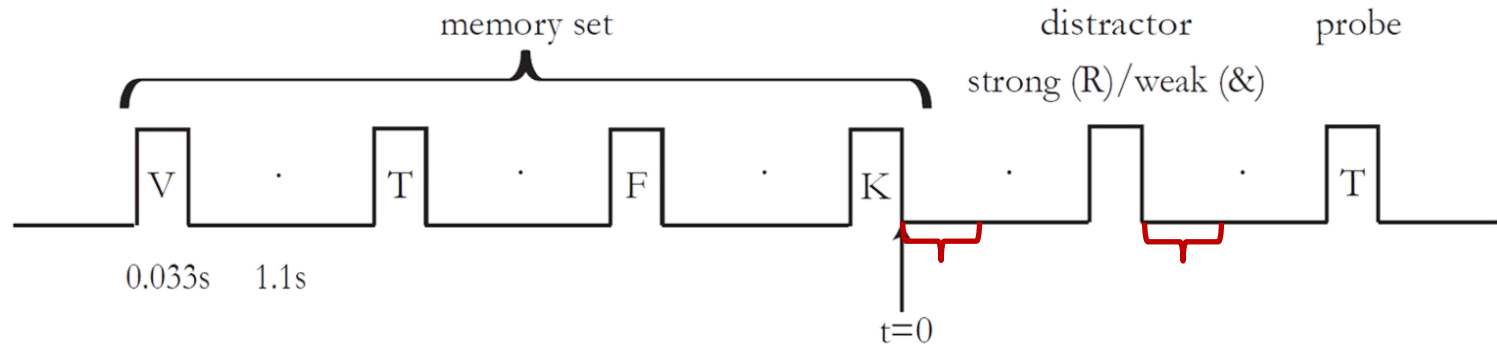 memory set
distractor
probe
strong (R)/weak (&)
V
T
F
K
T
0.033s
1.1s
t=0